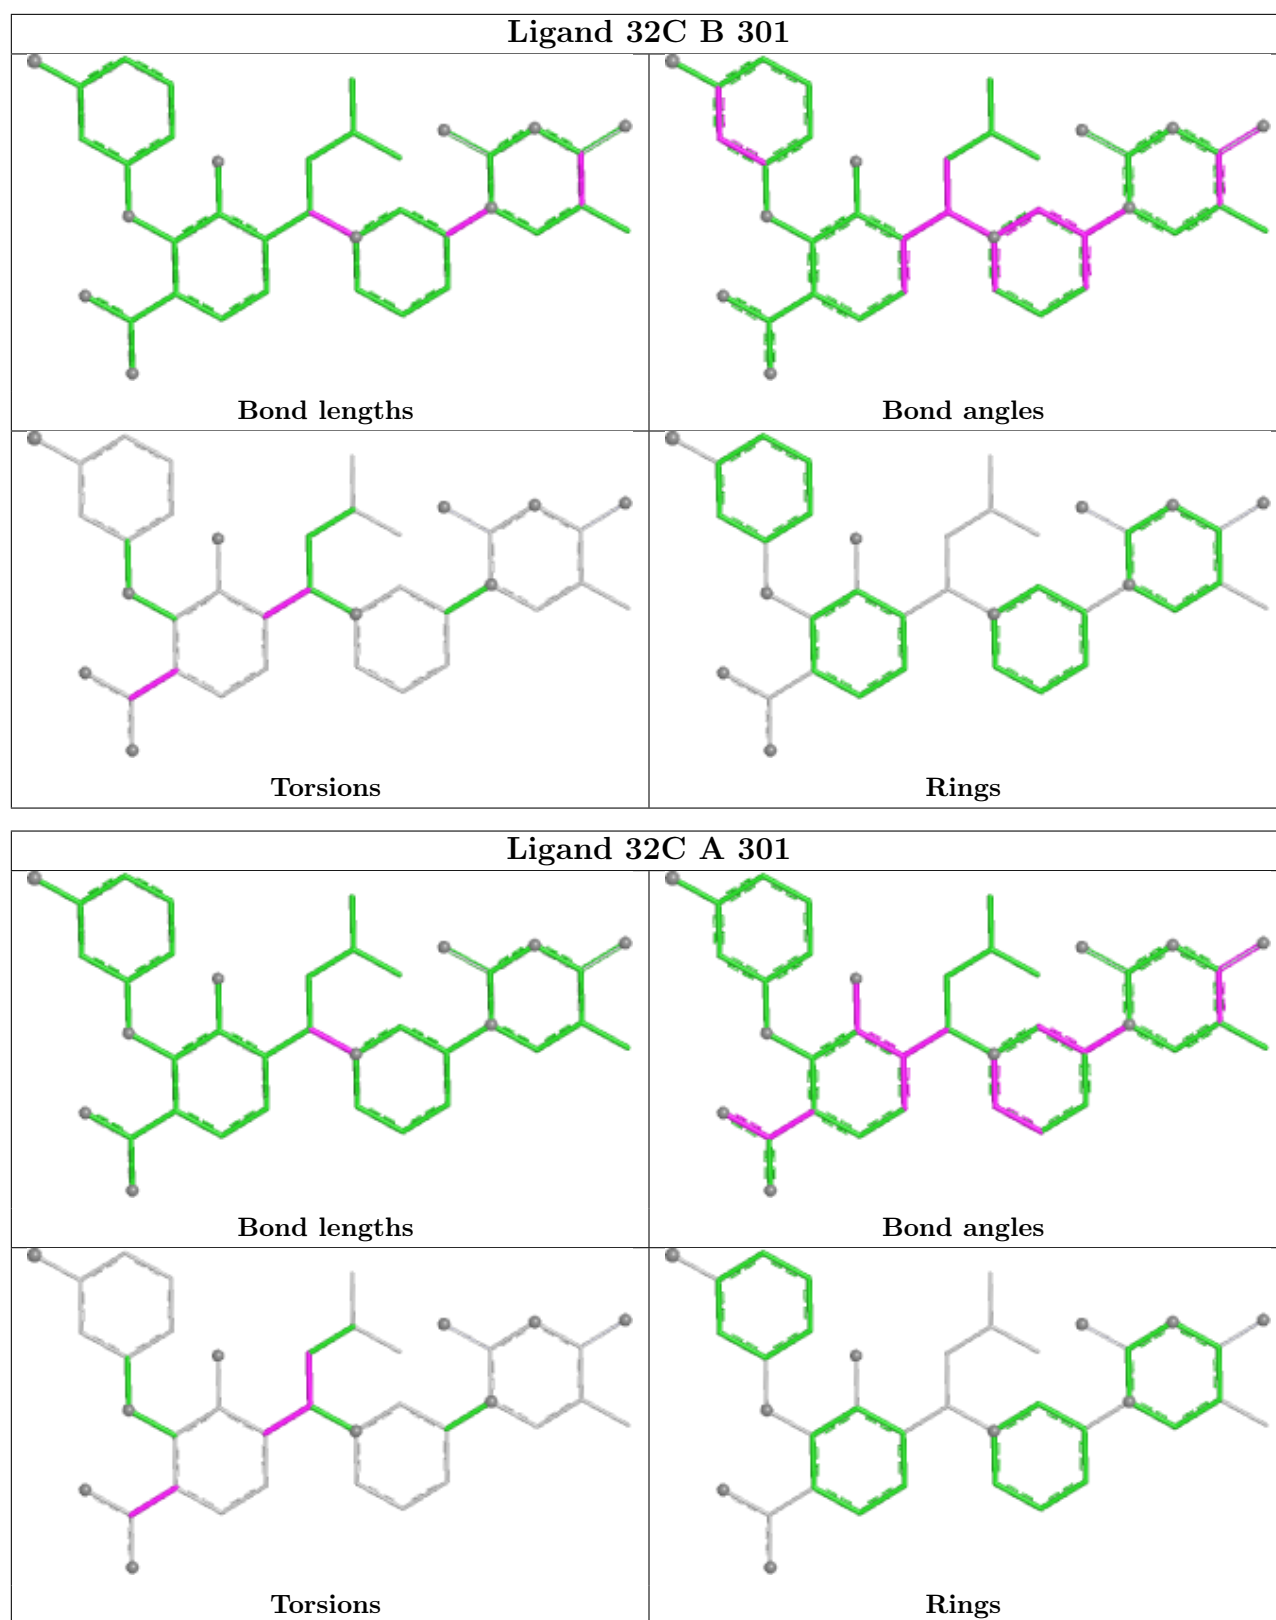 Ligand 32C B 301
Bond lengths
Bond angles
Torsions
Rings
Ligand 32C A 301
Bond lengths
Bond angles
Torsions
Rings